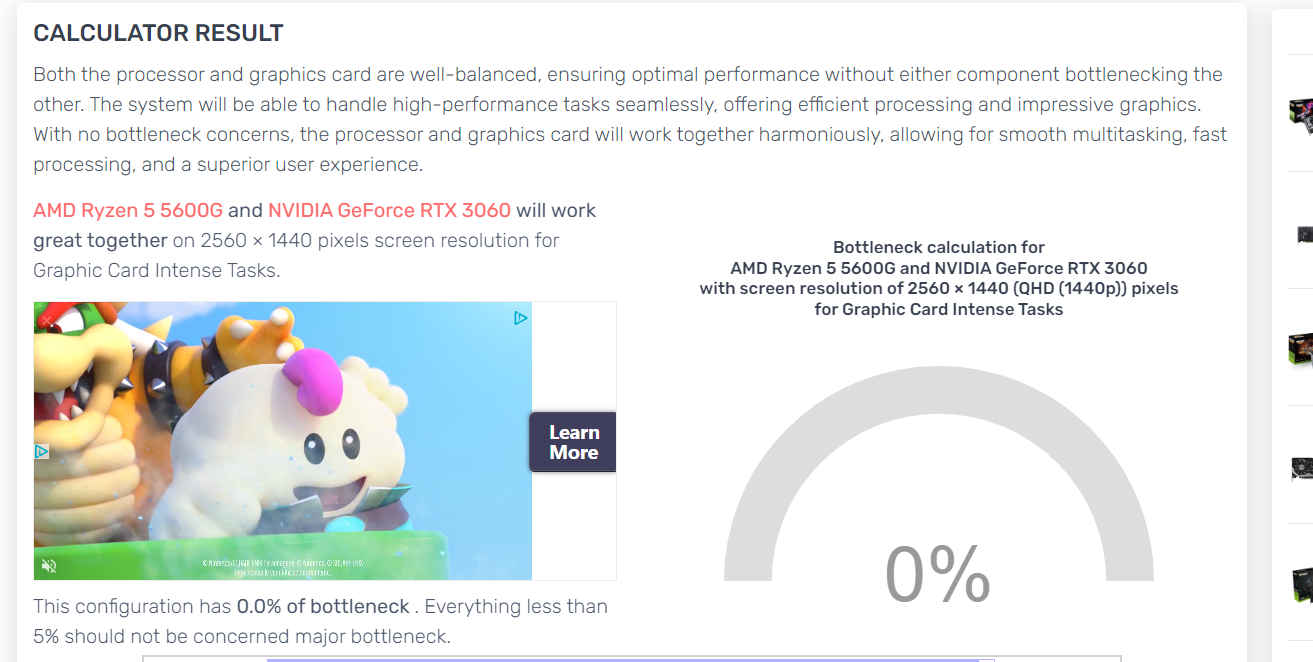 CALCULATOR RESULT
Both the processor and graphics card are well-balanced, ensuring optimal performance without either component bottlenecking the
other. The system will be able to handle high-performance tasks seamlessly, offering efficient processing and impressive graphics.
With no bottleneck concerns, the processor and graphics card will work together harmoniously, allowing for smooth multitasking, fast
processing, and a superior user experience.
AMD Ryzen 5 5600G and NVIDIA GeForce RTX 3060 will work
great together on 2560 × 1440 pixels screen resolution for
Graphic Card Intense Tasks.
Learn
More
This configuration has 0.0% of bottleneck . Everything less than
5% should not be concerned major bottleneck.
Bottleneck calculation for
AMD Ryzen 5 5600G and NVIDIA GeForce RTX 3060
with screen resolution of 2560 × 1440 (QHD (1440p)) pixels
for Graphic Card Intense Tasks
0%